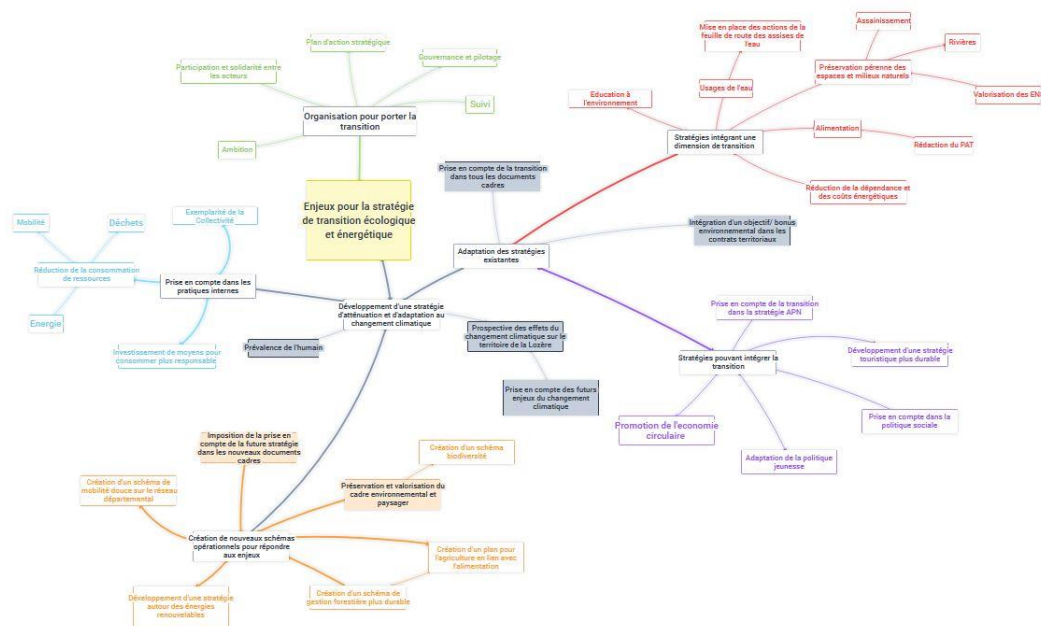 Plan d'action stratégique
Gouvernance et pilotage
Participation et solidarité entre
les acteurs
Suivi
Organisation pour porter la
transition
Ambition
Enjeux pour la stratégie
de transition écologique
et énergétique
Mise en place des actions de la
feuille de route des assises de
l'eau
Assainissement
Rivières
Préservation pérenne des
espaces et milieux naturels
Valorisation des EN
Usages de l'eau
Education à
l'environnement
Stratégies intégrant une
dimension de transition
Alimentation
Rédaction du PAT
Réduction de la dépendance et
des coûts énergétiques
Prise en compte de la transition
dans tous les documents
cadres
Intégration d'un objectif/ bonus
environnemental dans les
contrats territoriaux
Adaptation des stratégies
existantes
Mobilité
Déchets
Exemplarité de la
Collectivité
Réduction de la consommation
de ressources
Prise en compte dans les
pratiques internes
Energie
Investissement de moyens pour
consommer plus responsable
Développement d'une stratégie
d'atténuation et d'adaptation au
changement climatique
Prévalence de l'humain
Prospective des effets du
changement climatique sur le
territoire de la Lozère
Prise en compte des futurs
enjeux du changement
climatique
Prise en compte de la transition
dans la stratégie APN
Stratégies pouvant intégrer la
transition
Développement d'une stratégie
touristique plus durable
Prise en compte dans la
politique sociale
Promotion de l'economie
circulaire
Adaptation de la politique
jeunesse
Imposition de la prise en
compte de la future stratégie
dans les nouveaux documents
cadres
Création d'un schéma
biodiversité
Création d'un schéma de
mobilité douce sur le réseau
départemental
Préservation et valorisation du
cadre environnemental et
paysager
Création de nouveaux schémas
opérationnels pour répondre
aux enjeux
Création d'un plan pour
l'agriculture en lien avec
l'alimentation
Développement d'une stratégie
autour des énergies
renouvelables
Création d'un schéma de
gestion forestière plus durable